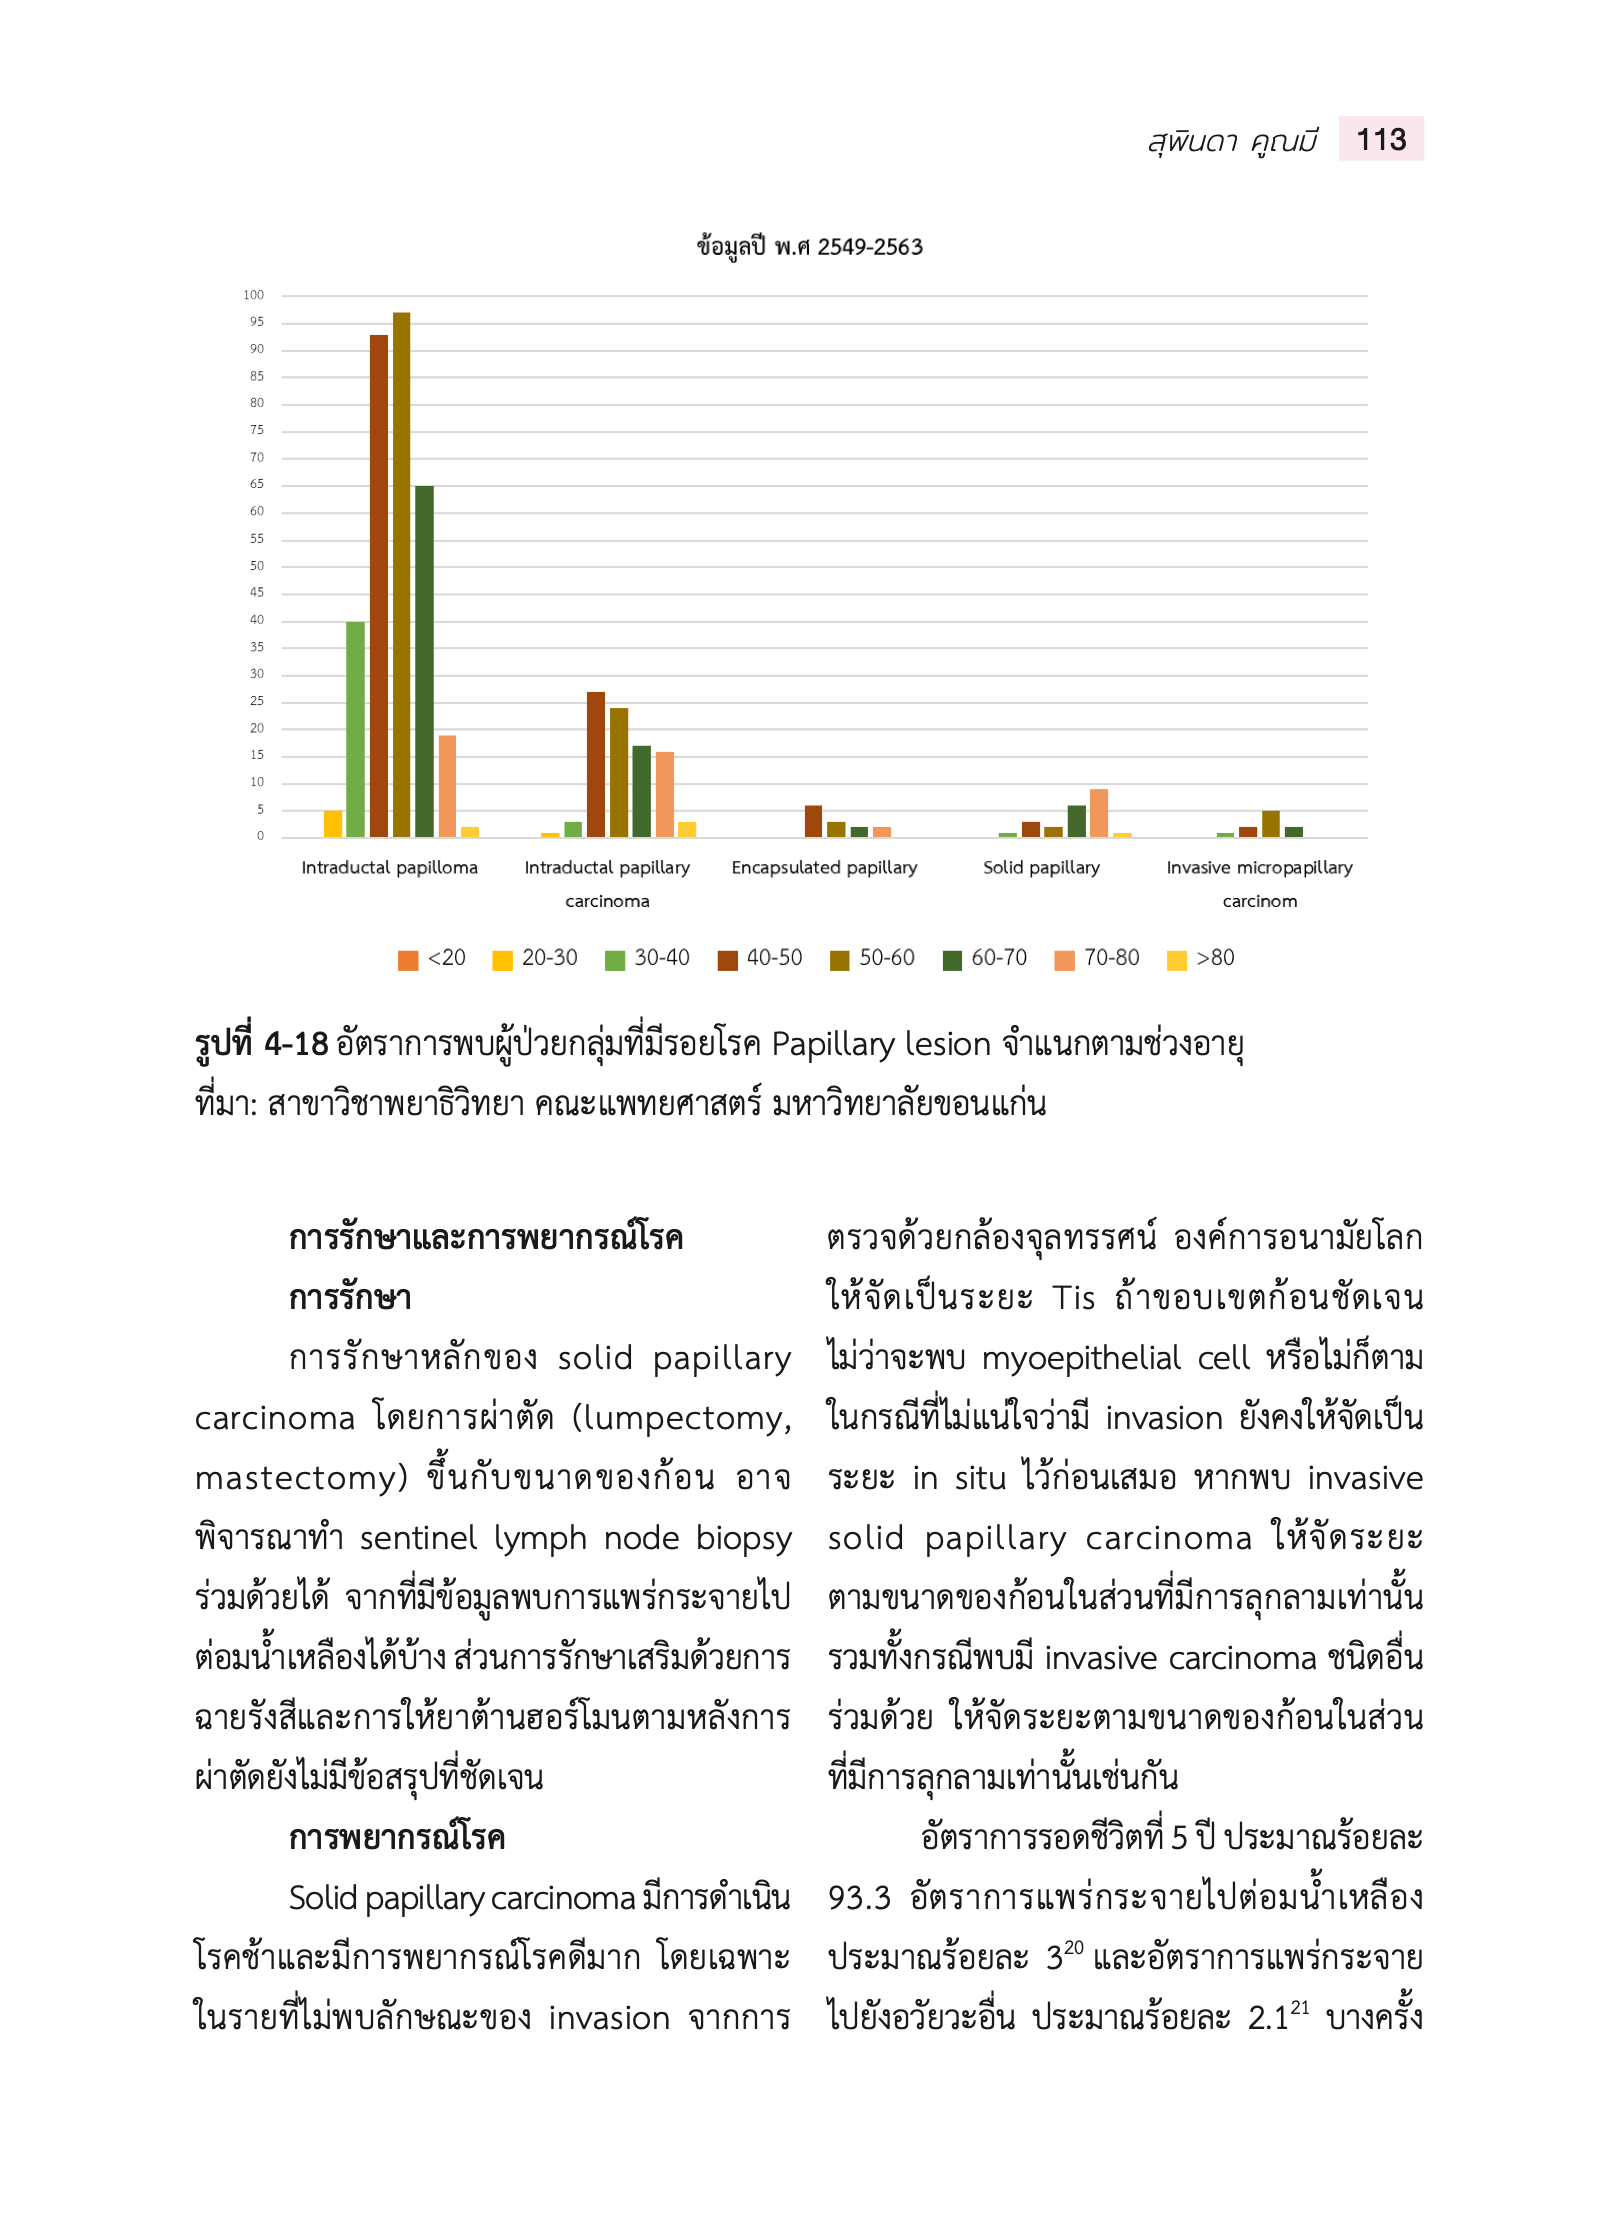 สุพินดา คูณมี 113
ข้อมูลปี พ.ศ 2549-2563
100
95
90
85
80
75
70
65
60
55
50
45
40
35
30
25
20
15
10
5
0
Intraductal papilloma
Intraductal papillary
carcinoma
Encapsulated papillary
Solid papillary
Invasive micropapillary
carcinom
<20 20-30 30-40 40-50 50-60 60-70 70-80 >80
รูปที่ 4-18 อัตราการพบผู้ป่วยกลุ่มที่มีรอยโรค Papillary lesion จำแนกตามช่วงอายุ
ที่มา: สาขาวิชาพยาธิวิทยา คณะแพทยศาสตร์ มหาวิทยาลัยขอนแก่น
การรักษาและการพยากรณ์โรค
การรักษา
การรักษาหลักของ solid papillary
carcinoma โดยการผ่าตัด (lumpectomy,
mastectomy) ขึ้นกับขนาดของก้อน อาจ
พิจารณาทำ sentinel lymph node biopsy
ร่วมด้วยได้ จากที่มีข้อมูลพบการแพร่กระจายไป
ต่อมน้ำเหลืองได้บ้าง ส่วนการรักษาเสริมด้วยการ
ฉายรังสีและการให้ยาต้านฮอร์โมนตามหลังการ
ผ่าตัดยังไม่มีข้อสรุปที่ชัดเจน
การพยากรณ์โรค
Solid papillary carcinoma มีการดำเนิน
โรคช้าและมีการพยากรณ์โรคดีมาก โดยเฉพาะ
ในรายที่ไม่พบลักษณะของ invasion จากการ
ตรวจด้วยกล้องจุลทรรศน์ องค์การอนามัยโลก
ให้จัดเป็นระยะ Tis ถ้าขอบเขตก้อนชัดเจน
ไม่ว่าจะพบ myoepithelial cell หรือไม่ก็ตาม
ในกรณีที่ไม่แน่ใจว่ามี invasion ยังคงให้จัดเป็น
ระยะ in situ ไว้ก่อนเสมอ หากพบ invasive
solid papillary carcinoma ให้จัดระยะ
ตามขนาดของก้อนในส่วนที่มีการลุกลามเท่านั้น
รวมทั้งกรณีพบมี invasive carcinoma ชนิดอื่น
ร่วมด้วย ให้จัดระยะตามขนาดของก้อนในส่วน
ที่มีการลุกลามเท่านั้นเช่นกัน
อัตราการรอดชีวิตที่ 5 ปี ประมาณร้อยละ
93.3 อัตราการแพร่กระจายไปต่อมน้ำเหลือง
ประมาณร้อยละ 3²⁰ และอัตราการแพร่กระจาย
ไปยังอวัยวะอื่น ประมาณร้อยละ 2.1²¹ บางครั้ง